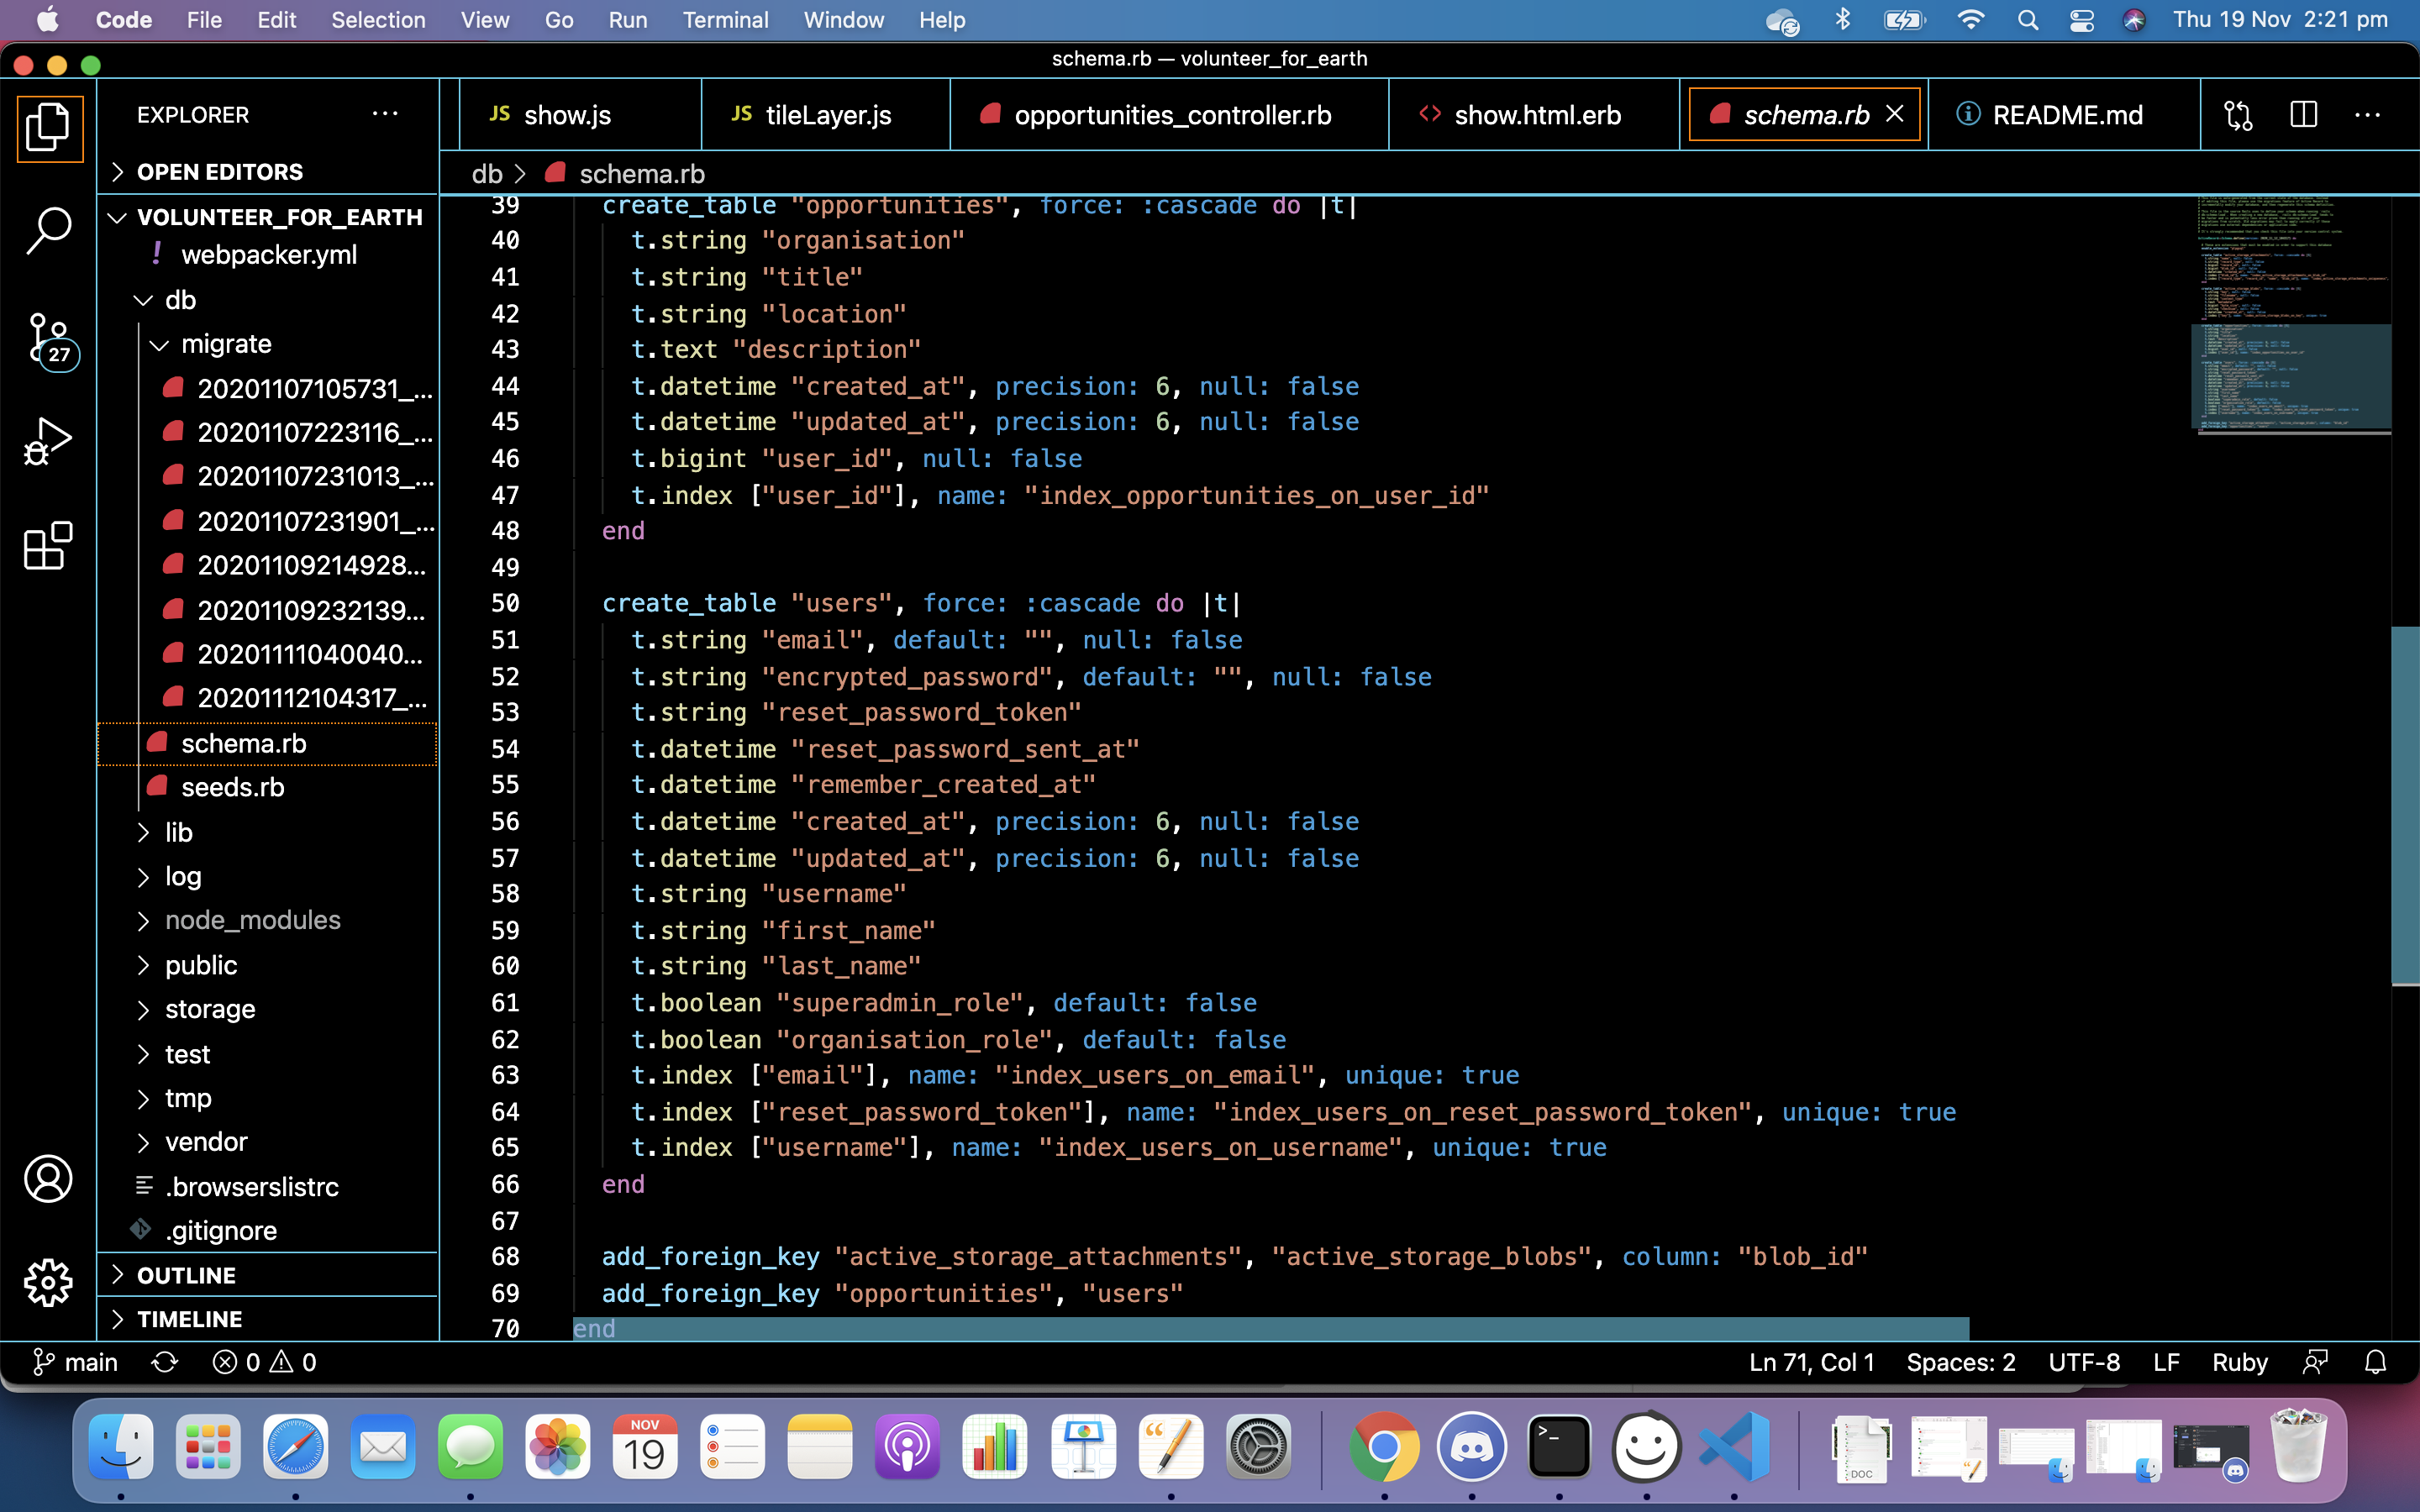 Code File Edit Selection View Go Run Terminal Window Help Thu 19 Nov 2:21 pm
schema.rb — volunteer_for_earth
EXPLORER ···
JS show.js JS tileLayer.js opportunities_controller.rb <> show.html.erb schema.rb README.md
OPEN EDITORS
db > schema.rb
VOLUNTEER_FOR_EARTH
! webpacker.yml
db
migrate
20201107105731_...
20201107223116_...
20201107231013_...
20201107231901_...
20201109214928...
20201109232139...
20201111040040...
20201112104317_...
schema.rb
seeds.rb
lib
log
node_modules
public
storage
test
tmp
vendor
.browserslistrc
.gitignore
OUTLINE
TIMELINE
27
39 create_table "opportunities", force: :cascade do |t|
40 t.string "organisation"
41 t.string "title"
42 t.string "location"
43 t.text "description"
44 t.datetime "created_at", precision: 6, null: false
45 t.datetime "updated_at", precision: 6, null: false
46 t.bigint "user_id", null: false
47 t.index ["user_id"], name: "index_opportunities_on_user_id"
48 end
49
50 create_table "users", force: :cascade do |t|
51 t.string "email", default: "", null: false
52 t.string "encrypted_password", default: "", null: false
53 t.string "reset_password_token"
54 t.datetime "reset_password_sent_at"
55 t.datetime "remember_created_at"
56 t.datetime "created_at", precision: 6, null: false
57 t.datetime "updated_at", precision: 6, null: false
58 t.string "username"
59 t.string "first_name"
60 t.string "last_name"
61 t.boolean "superadmin_role", default: false
62 t.boolean "organisation_role", default: false
63 t.index ["email"], name: "index_users_on_email", unique: true
64 t.index ["reset_password_token"], name: "index_users_on_reset_password_token", unique: true
65 t.index ["username"], name: "index_users_on_username", unique: true
66 end
67
68 add_foreign_key "active_storage_attachments", "active_storage_blobs", column: "blob_id"
69 add_foreign_key "opportunities", "users"
70 end
main 0 0 Ln 71, Col 1 Spaces: 2 UTF-8 LF Ruby
NOV
19
DOC